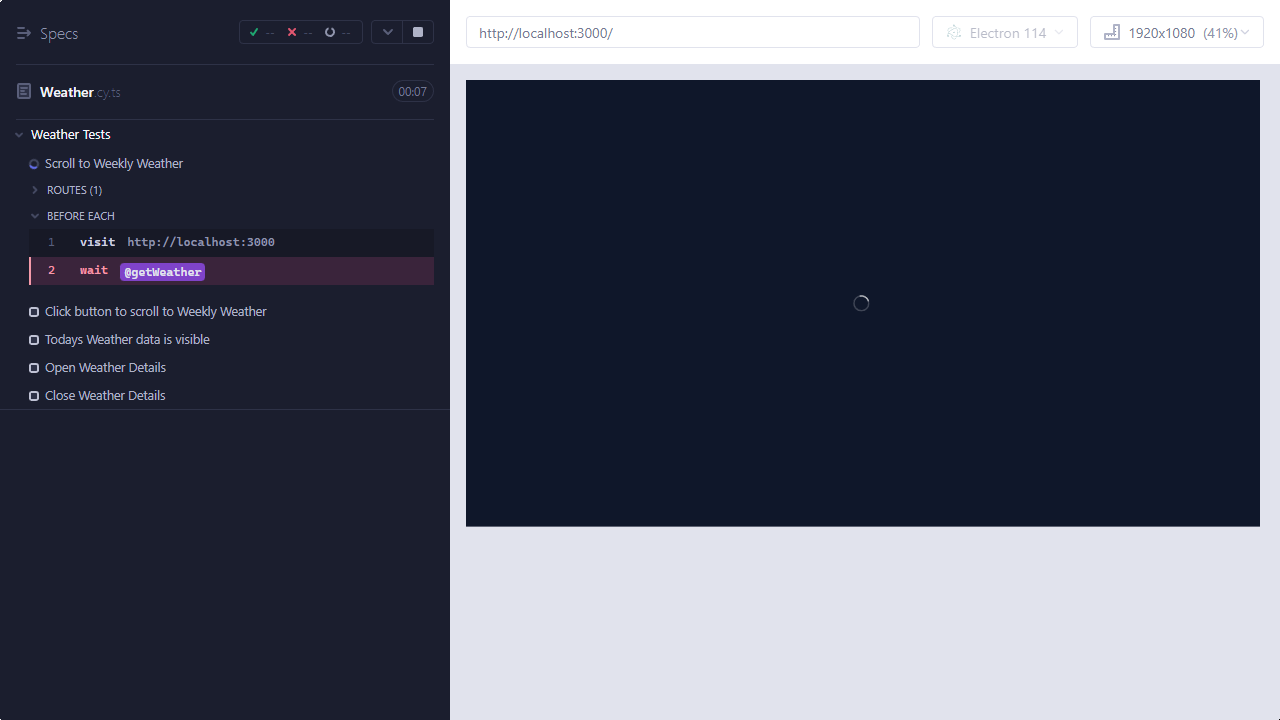 Specs
-- -- --
http://localhost:3000/
Electron 114
1920x1080 (41%)
Weather.cy.ts
00:07
Weather Tests
Scroll to Weekly Weather
ROUTES (1)
BEFORE EACH
1 visit http://localhost:3000
2 wait @getWeather
Click button to scroll to Weekly Weather
Todays Weather data is visible
Open Weather Details
Close Weather Details